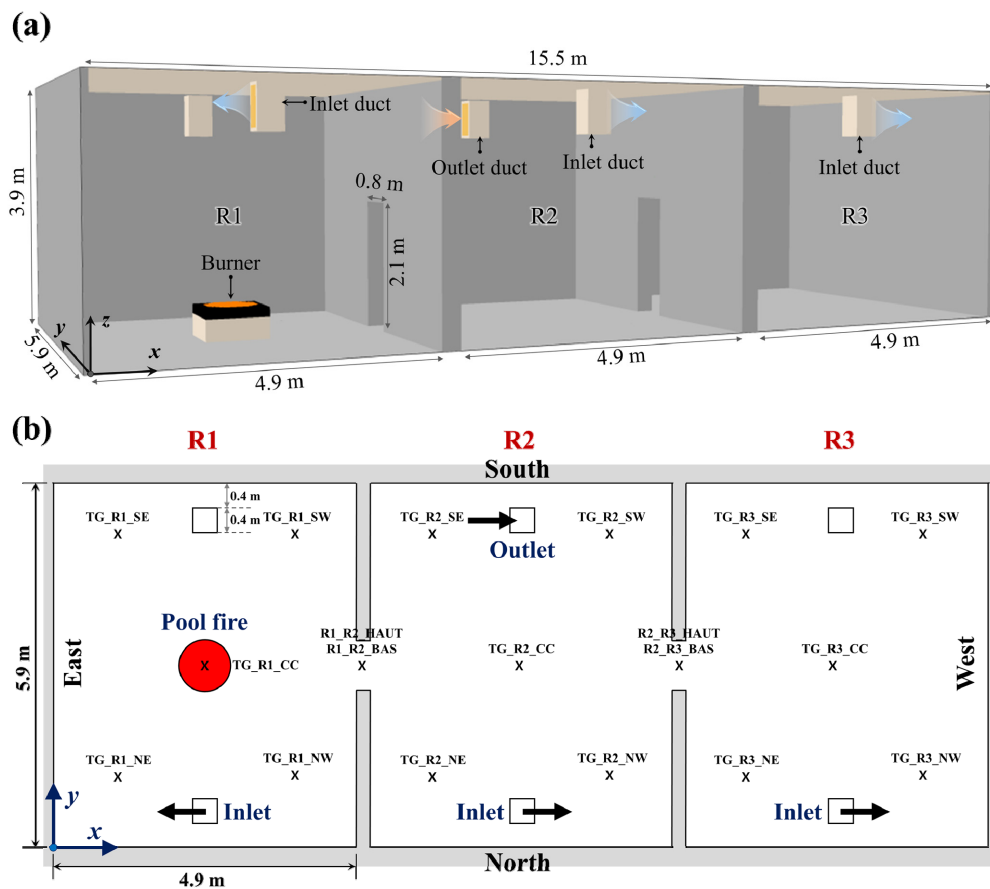 (a)
15.5 m
Inlet duct
Outlet duct
Inlet duct
Inlet duct
3.9 m
0.8 m
R1
R2
R3
2.1 m
Burner
z
y
x
5.9 m
4.9 m
4.9 m
4.9 m
(b)
R1
R2
R3
South
0.4 m
0.4 m
TG_R1_SE
TG_R1_SW
TG_R2_SE
TG_R2_SW
TG_R3_SE
TG_R3_SW
Outlet
Pool fire
R1_R2_HAUT
R1_R2_BAS
R2_R3_HAUT
R2_R3_BAS
East
TG_R1_CC
TG_R2_CC
TG_R3_CC
West
5.9 m
TG_R1_NE
TG_R1_NW
TG_R2_NE
TG_R2_NW
TG_R3_NE
TG_R3_NW
y
x
Inlet
Inlet
Inlet
North
4.9 m